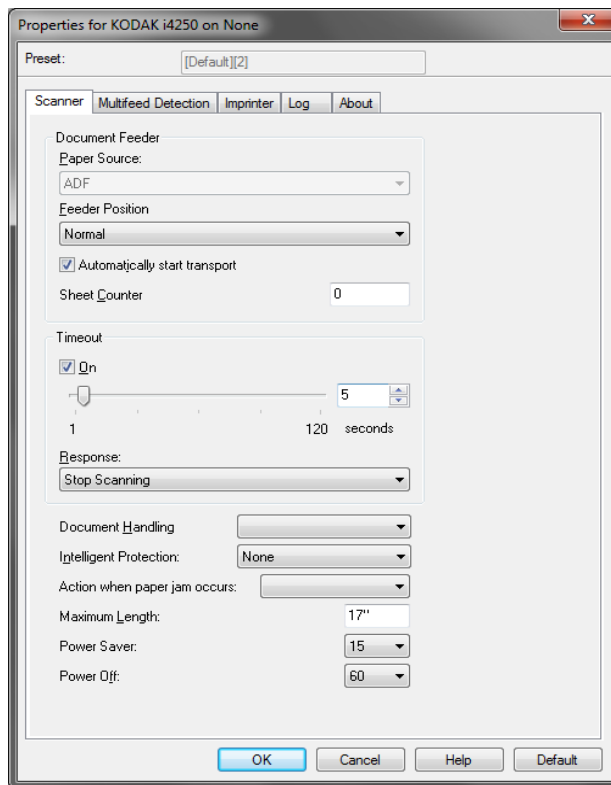 Properties for KODAK i4250 on None
Preset: [Default][2]
Scanner Multifeed Detection Imprinter Log About
Document Feeder
Paper Source:
ADF
Feeder Position
Normal
Automatically start transport
Sheet Counter 0
Timeout
On
5
1 120 seconds
Response:
Stop Scanning
Document Handling
Intelligent Protection: None
Action when paper jam occurs:
Maximum Length: 17"
Power Saver: 15
Power Off: 60
OK Cancel Help Default